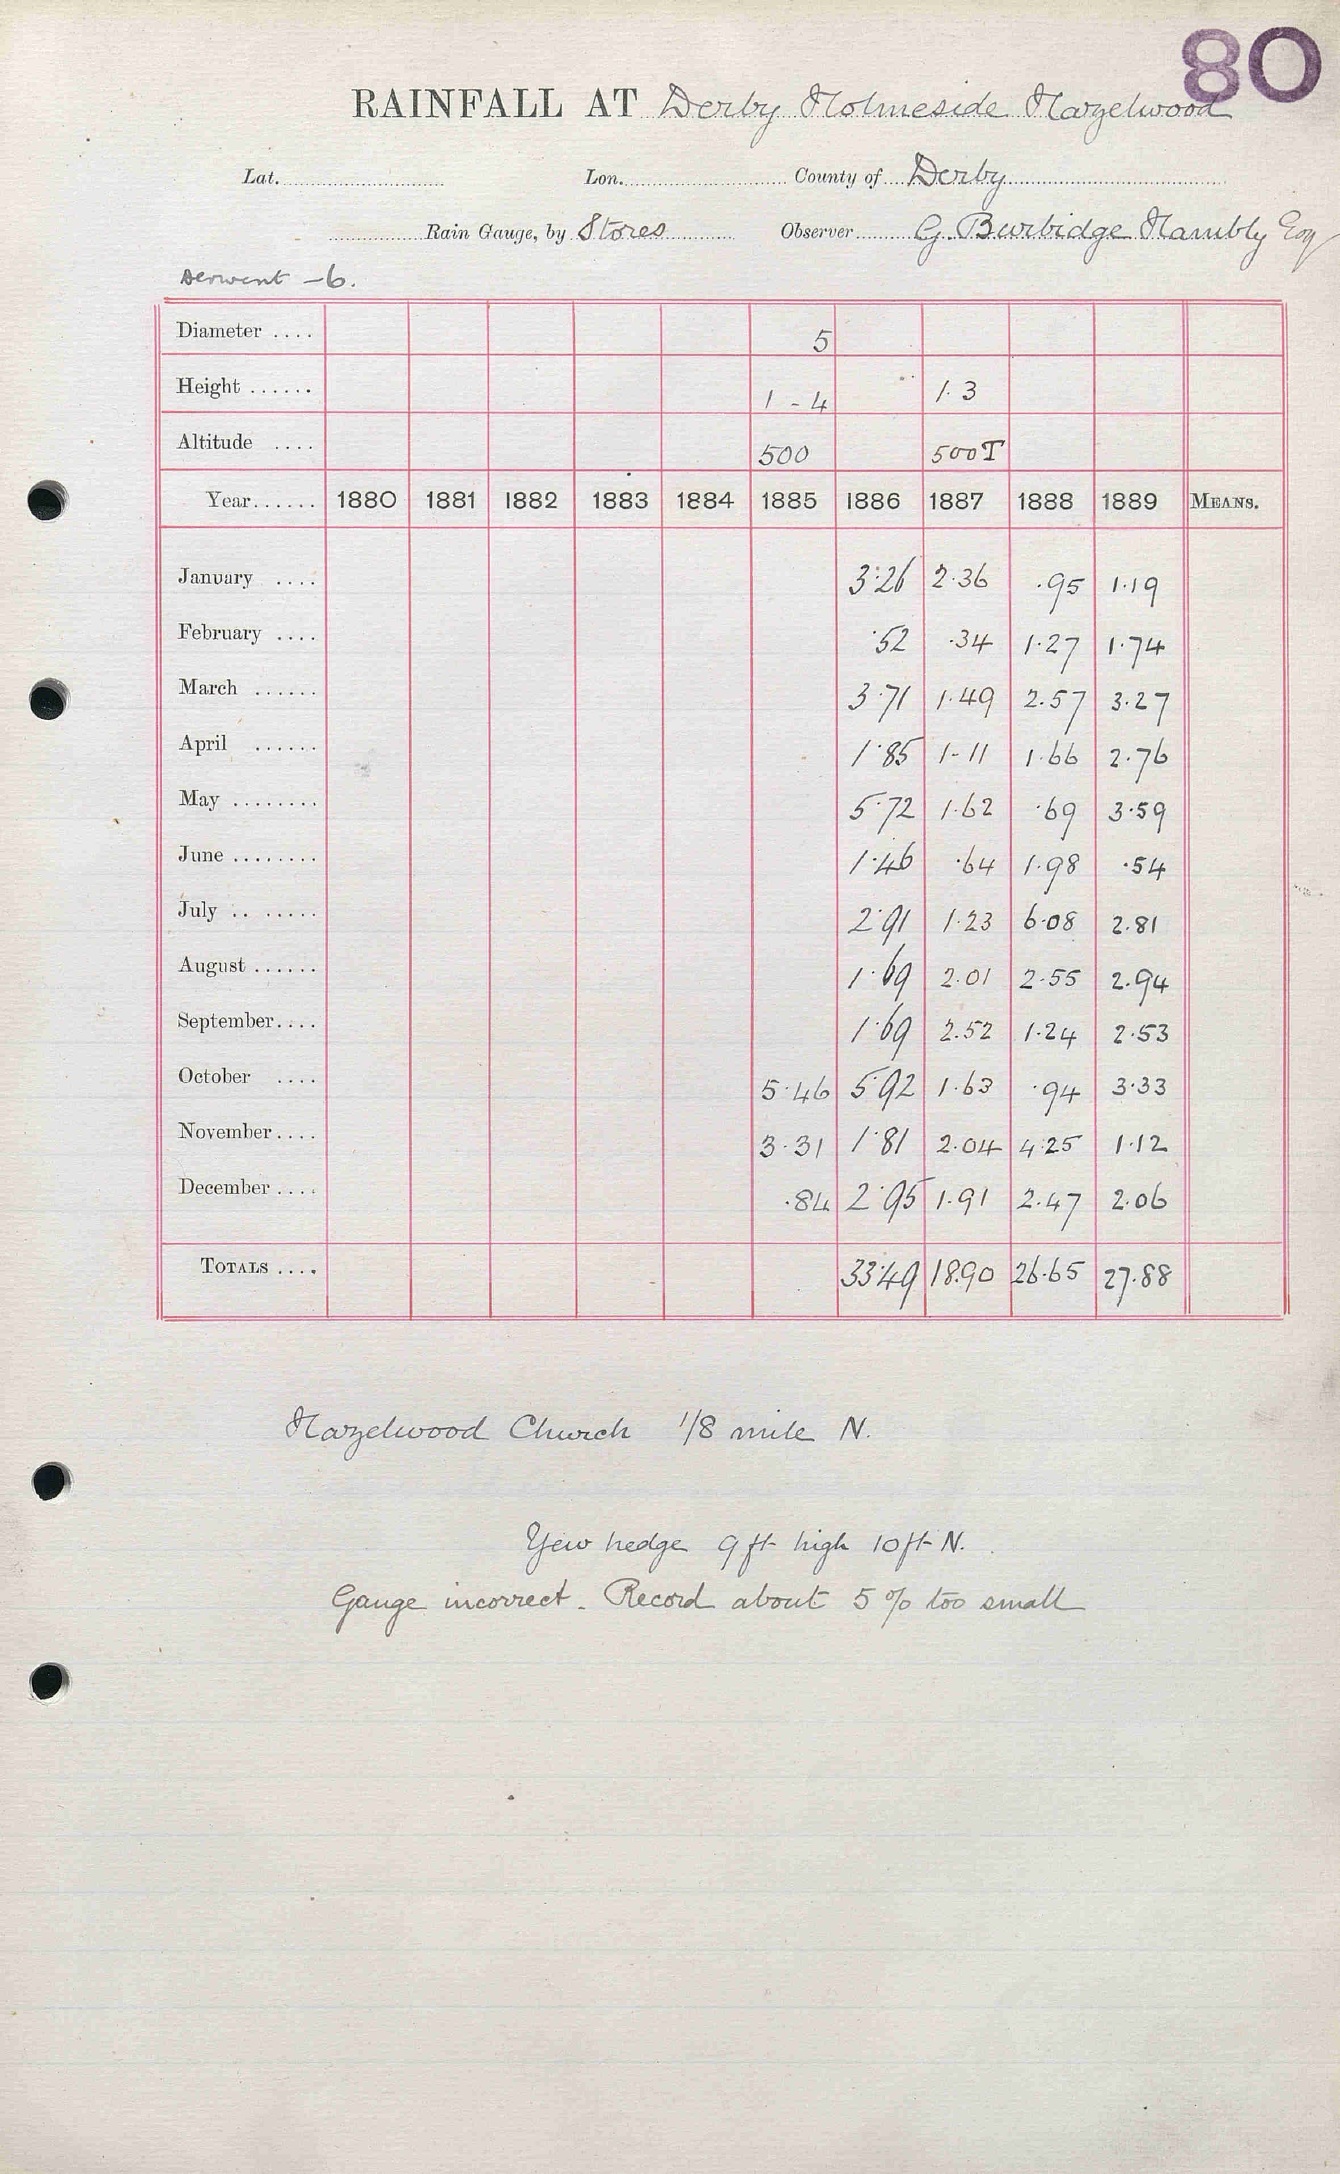 80
RAINFALL AT Derby Holmeside Hazelwood
Lat. Lon. County of Derby
Rain Gauge, by Stores Observer G. Burbidge Hambly Esq
Derwent - 6.
Diameter .... 5
Height ...... 1 - 4 1.3
Altitude .... 500 500T
Year...... 1880 1881 1882 1883 1884 1885 1886 1887 1888 1889 MEANS.
January .... 3.26 2.36 .95 1.19
February .... .52 .34 1.27 1.74
March ...... 3.71 1.49 2.57 3.27
April ...... 1.85 1-11 1.66 2.76
May ........ 5.72 1.62 .69 3.59
June ........ 1.46 .64 1.98 .54
July .. ..... 2.91 1.23 6.08 2.81
August ...... 1.69 2.01 2.55 2.94
September.... 1.69 2.52 1.24 2.53
October .... 5.46 5.92 1.63 .94 3.33
November.... 3.31 1.81 2.04 4.25 1.12
December .... .84 2.95 1.91 2.47 2.06
TOTALS .... 33.49 18.90 26.65 27.88
Hazelwood Church 1/8 mile N.
Yew hedge 9 ft high 10 ft N.
Gauge incorrect. Record about 5 % too small